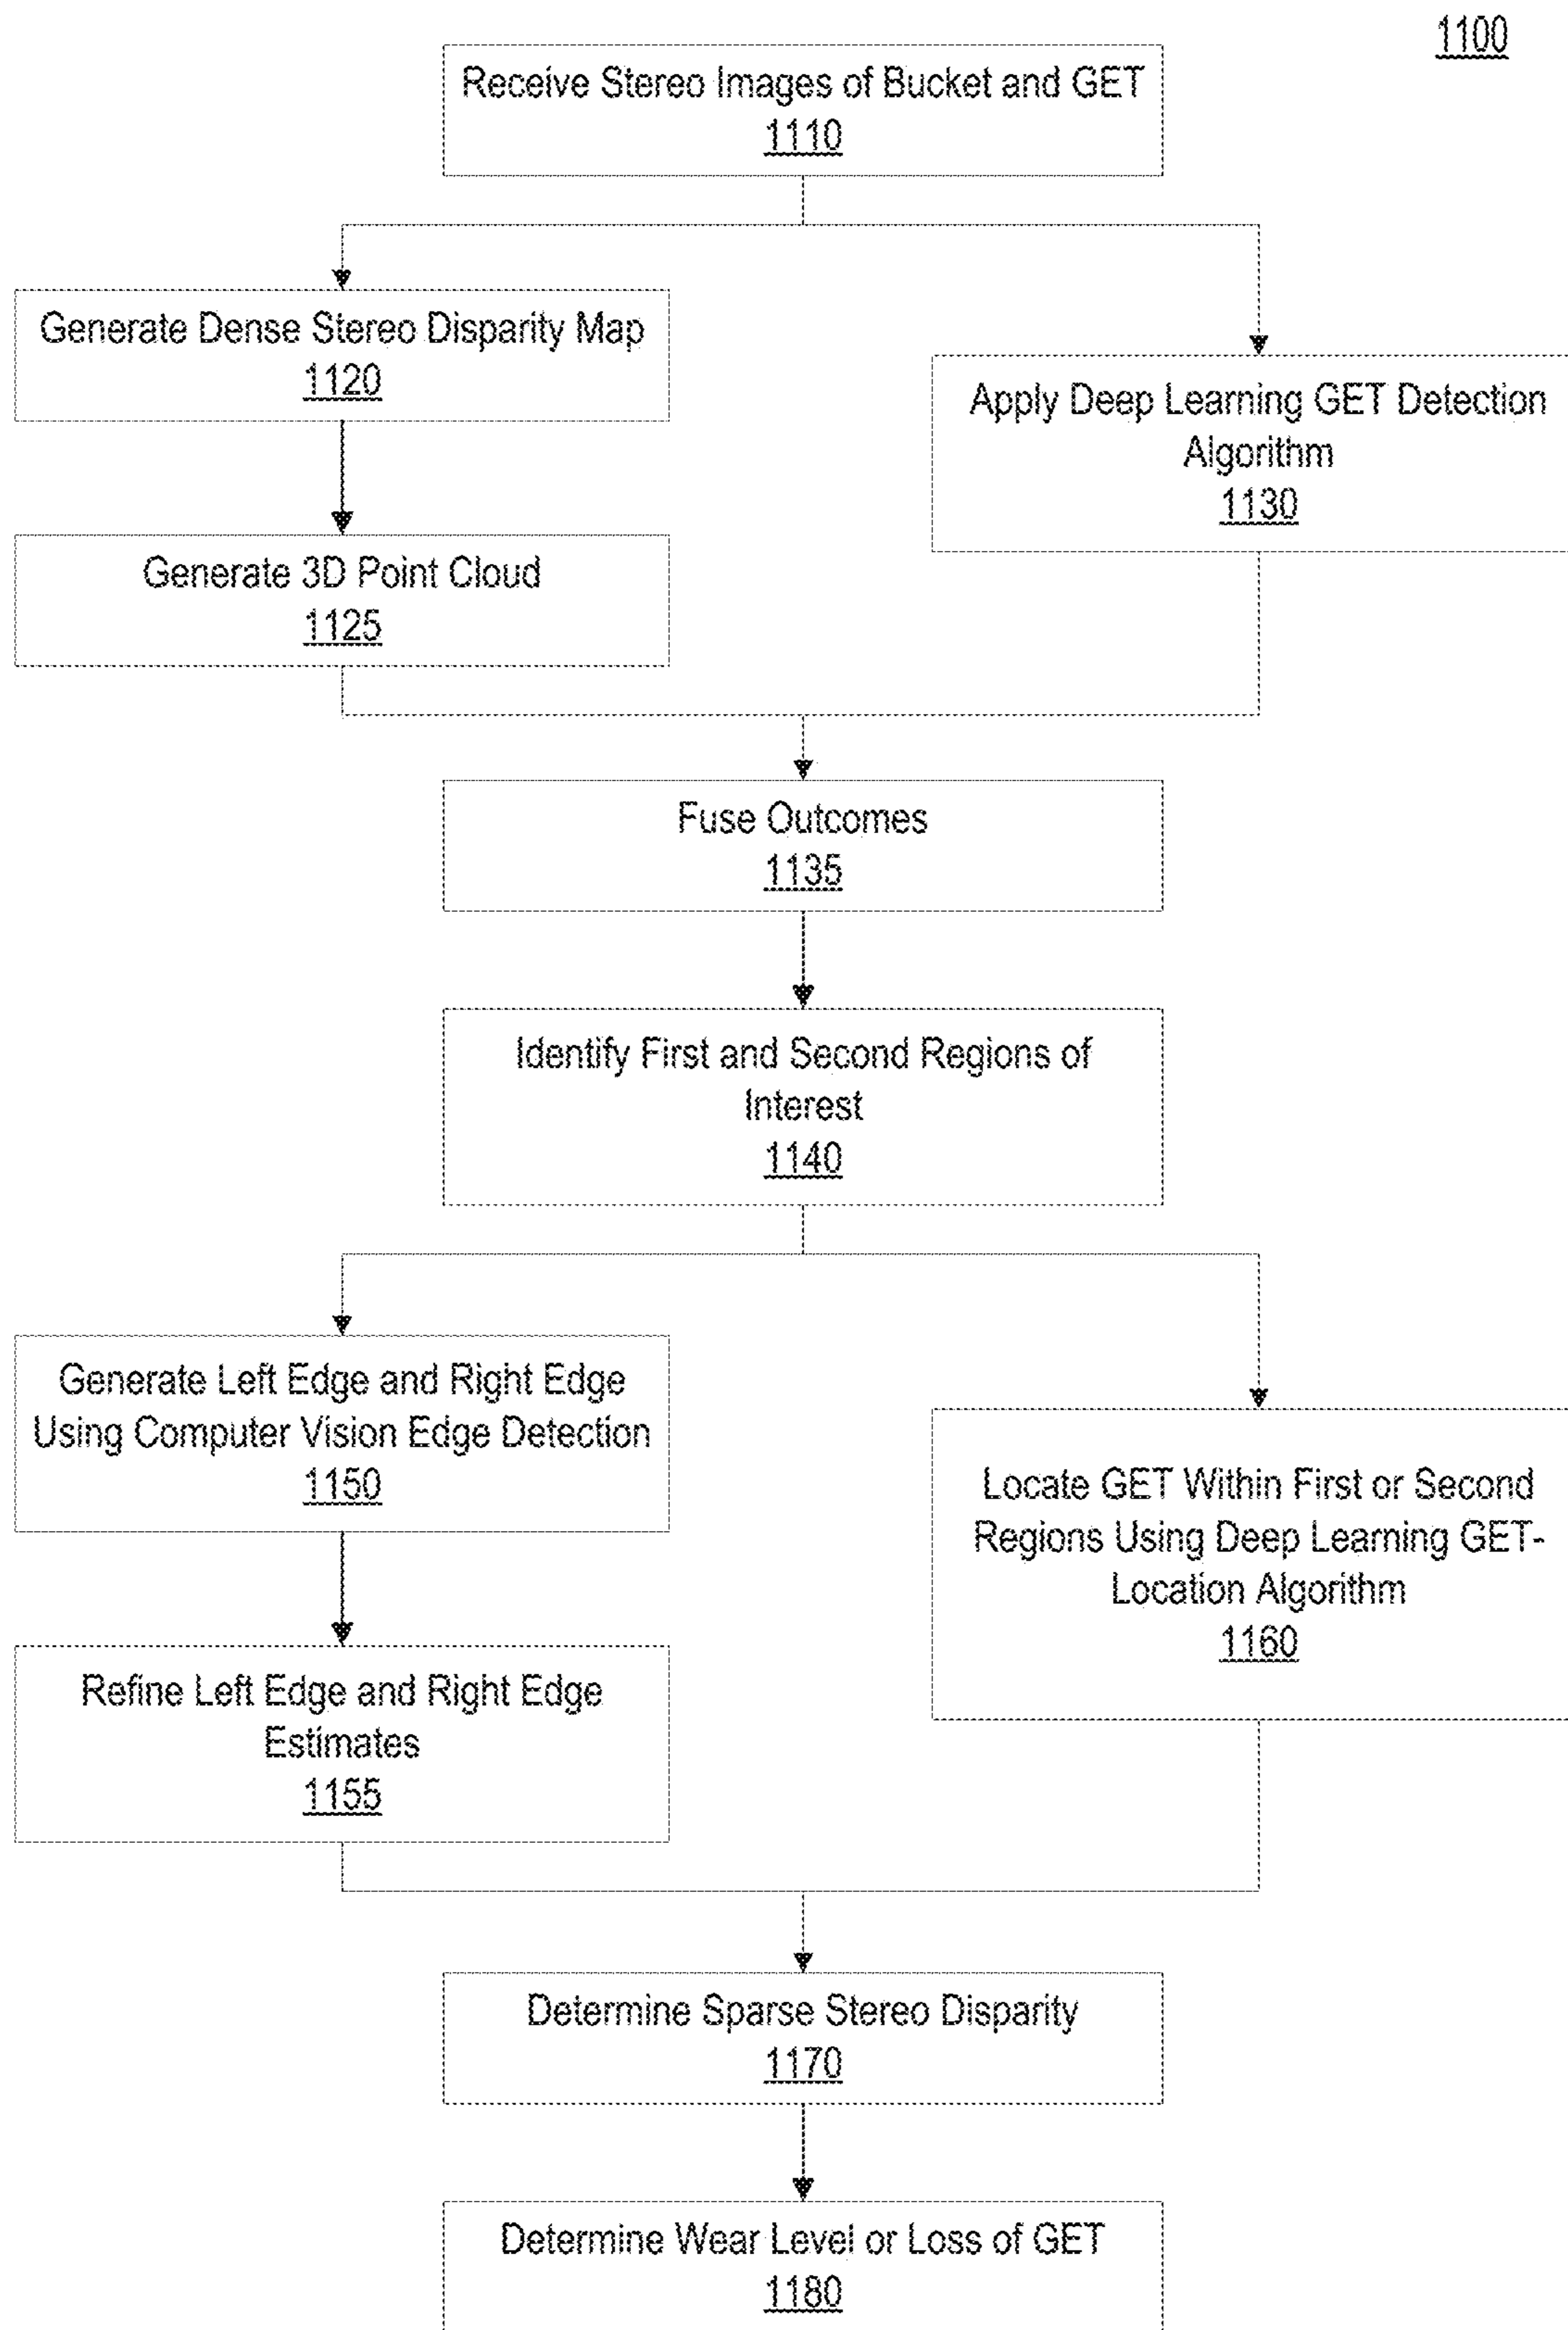 1100
Receive Stereo Images of Bucket and GET
1110
Generate Dense Stereo Disparity Map
1120
Apply Deep Learning GET Detection
Algorithm
1130
Generate 3D Point Cloud
1125
Fuse Outcomes
1135
Identify First and Second Regions of
Interest
1140
Generate Left Edge and Right Edge
Using Computer Vision Edge Detection
1150
Locate GET Within First or Second
Regions Using Deep Learning GET-
Location Algorithm
1160
Refine Left Edge and Right Edge
Estimates
1155
Determine Sparse Stereo Disparity
1170
Determine Wear Level or Loss of GET
1180